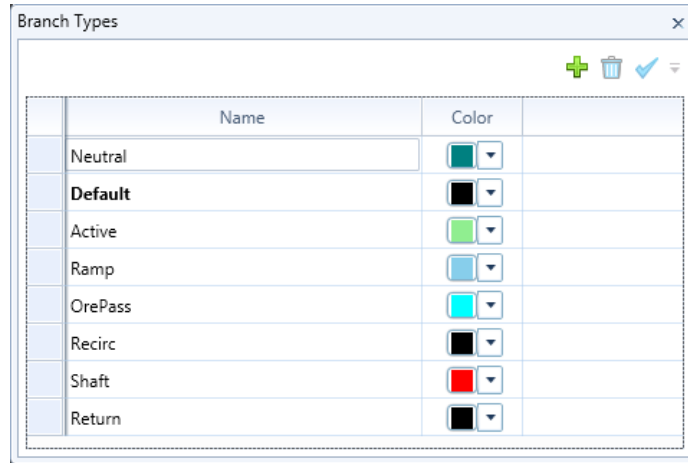 Branch Types
Name Color
Neutral
Default
Active
Ramp
OrePass
Recirc
Shaft
Return